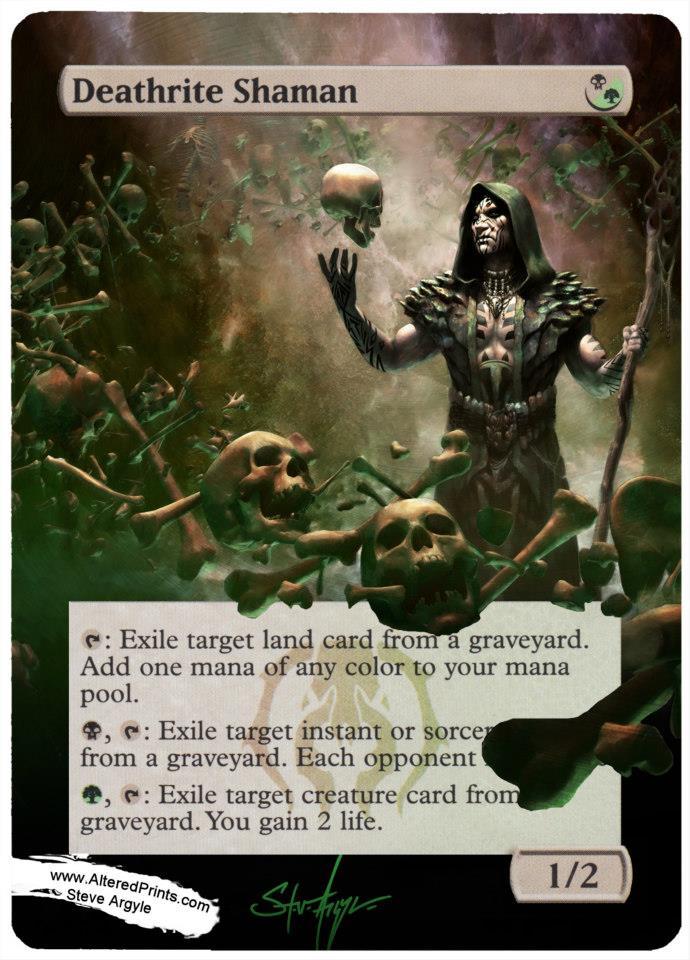 Deathrite Shaman
: Exile target land card from a graveyard.
Add one mana of any color to your mana
pool.
, : Exile target instant or
from a graveyard. Each opponent
, : Exile target creature card from
graveyard. You gain 2 life.
1/2
www.AlteredPrints.com
Steve Argyle
Steve Argyle